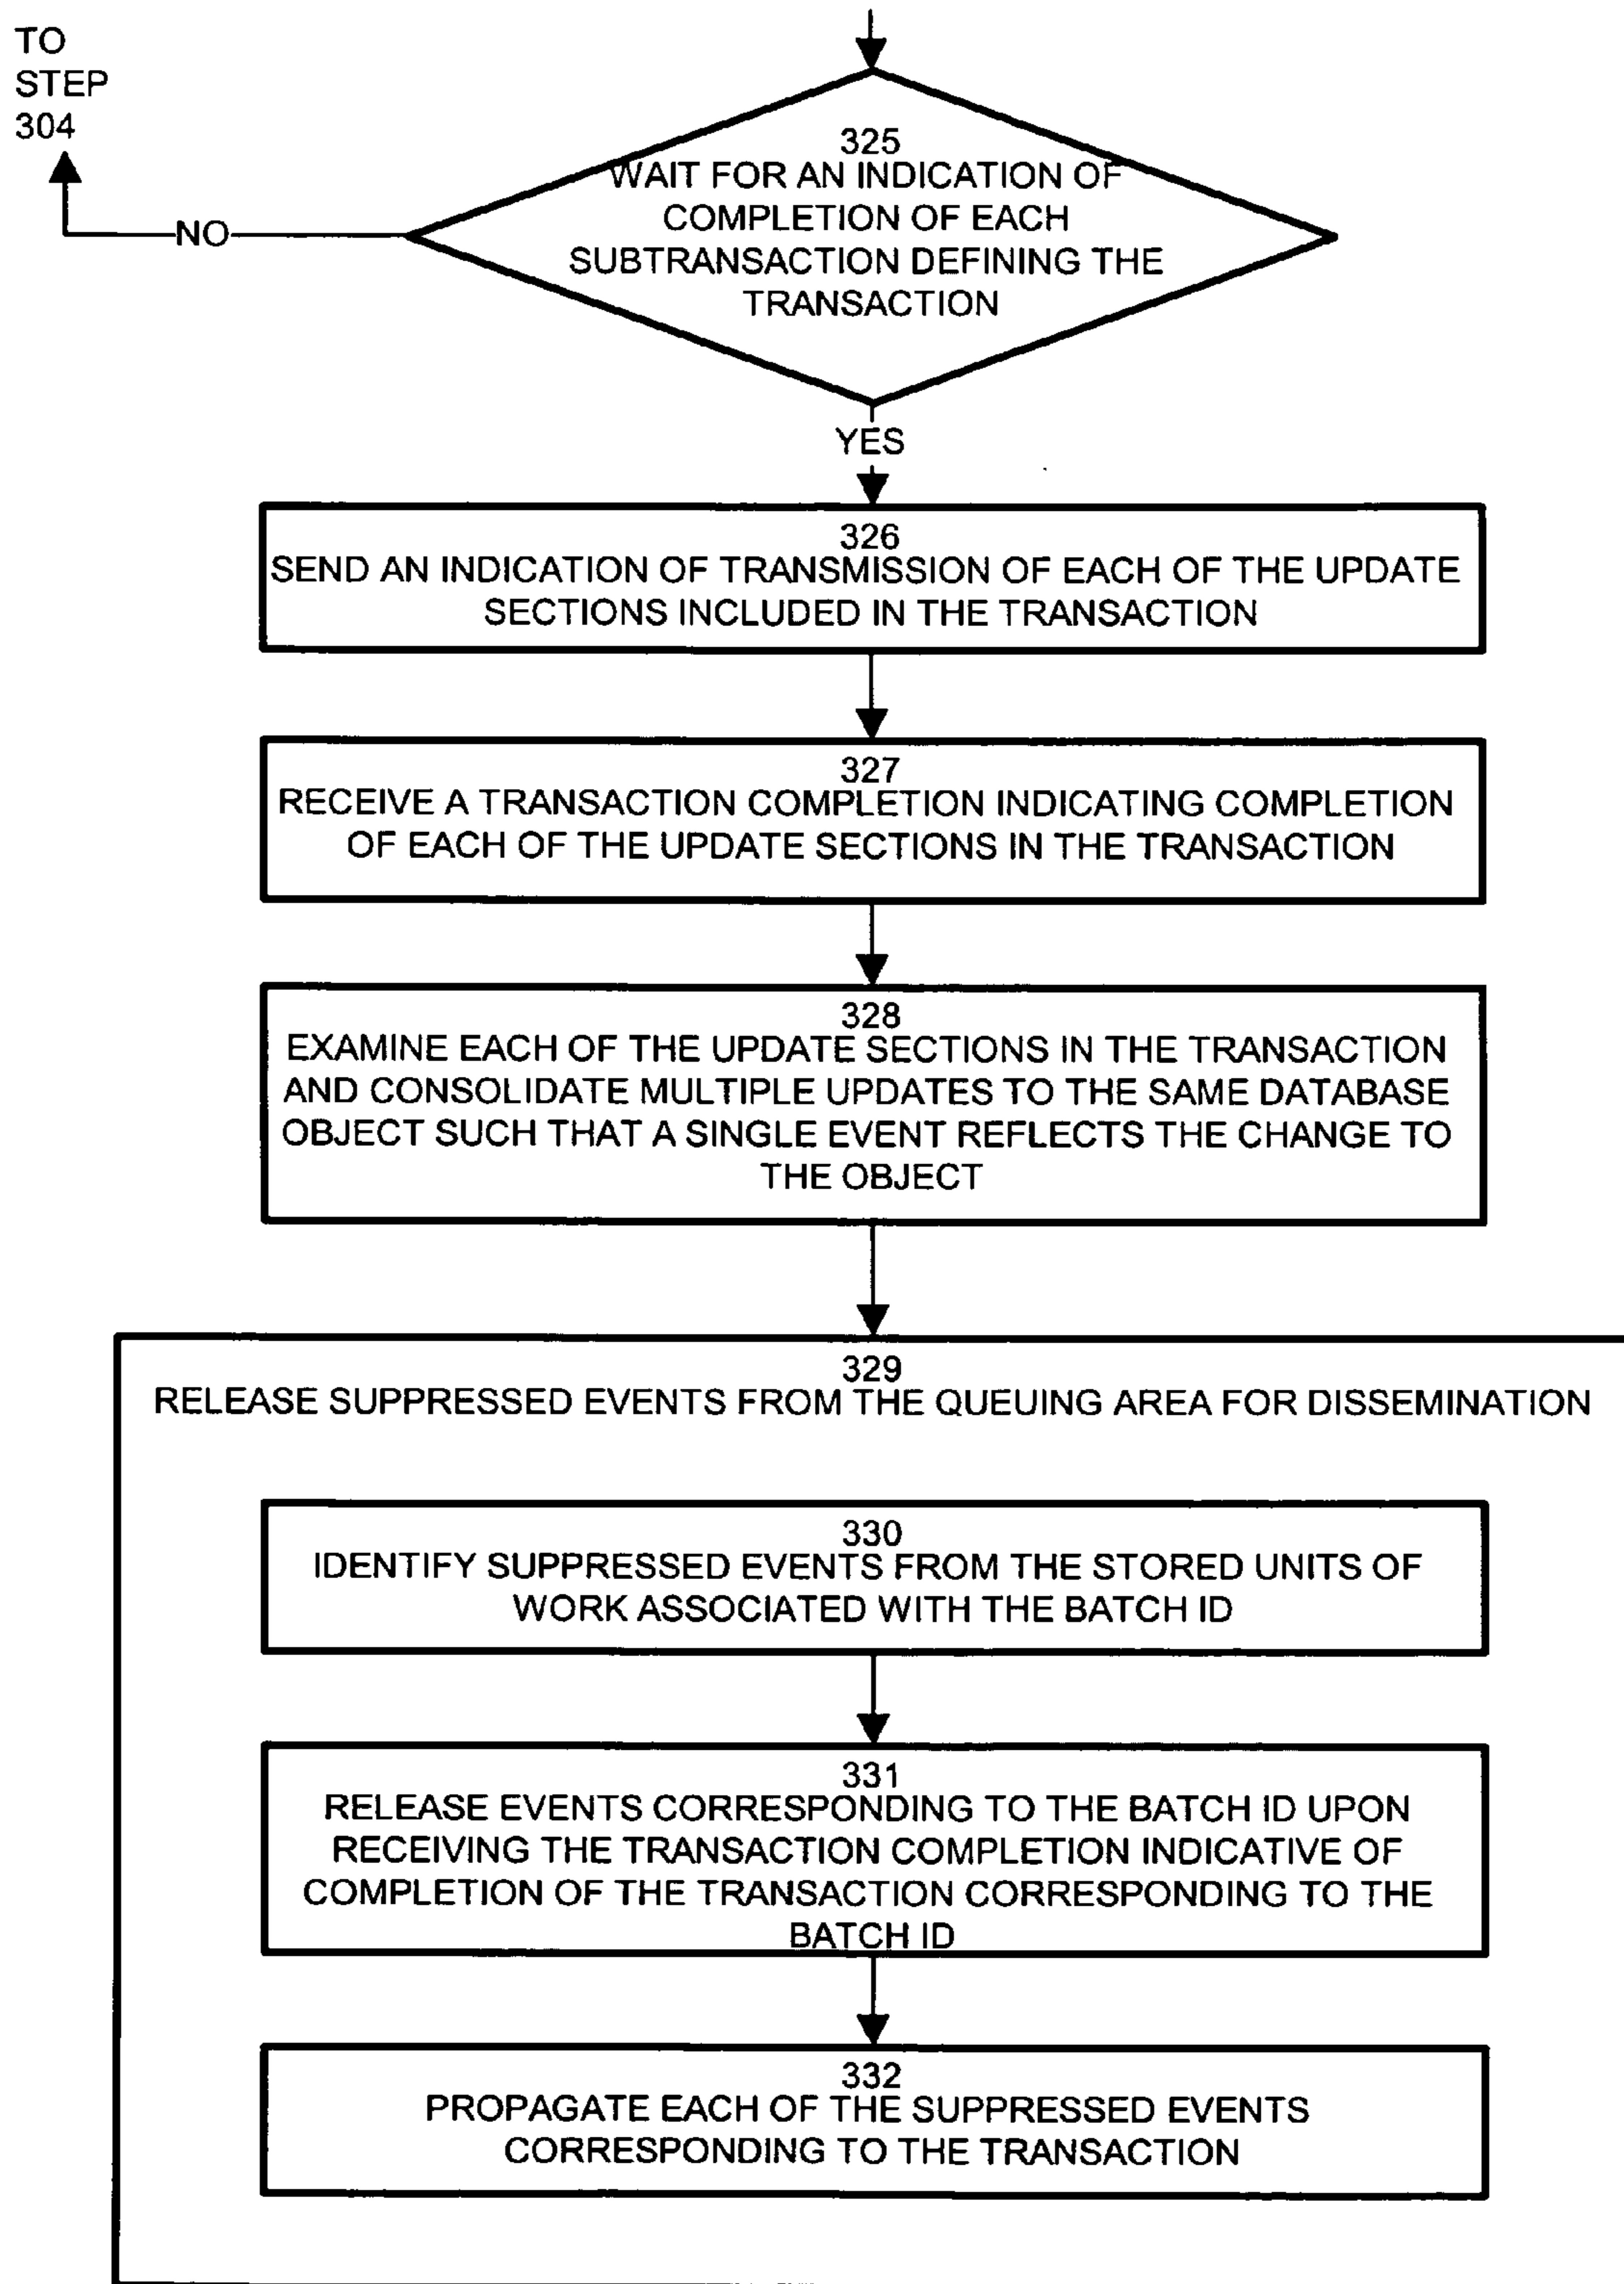 TO
STEP
304
325
WAIT FOR AN INDICATION OF
COMPLETION OF EACH
SUBTRANSACTION DEFINING THE
TRANSACTION
NO
YES
326
SEND AN INDICATION OF TRANSMISSION OF EACH OF THE UPDATE
SECTIONS INCLUDED IN THE TRANSACTION
327
RECEIVE A TRANSACTION COMPLETION INDICATING COMPLETION
OF EACH OF THE UPDATE SECTIONS IN THE TRANSACTION
328
EXAMINE EACH OF THE UPDATE SECTIONS IN THE TRANSACTION
AND CONSOLIDATE MULTIPLE UPDATES TO THE SAME DATABASE
OBJECT SUCH THAT A SINGLE EVENT REFLECTS THE CHANGE TO
THE OBJECT
329
RELEASE SUPPRESSED EVENTS FROM THE QUEUING AREA FOR DISSEMINATION
330
IDENTIFY SUPPRESSED EVENTS FROM THE STORED UNITS OF
WORK ASSOCIATED WITH THE BATCH ID
331
RELEASE EVENTS CORRESPONDING TO THE BATCH ID UPON
RECEIVING THE TRANSACTION COMPLETION INDICATIVE OF
COMPLETION OF THE TRANSACTION CORRESPONDING TO THE
BATCH ID
332
PROPAGATE EACH OF THE SUPPRESSED EVENTS
CORRESPONDING TO THE TRANSACTION